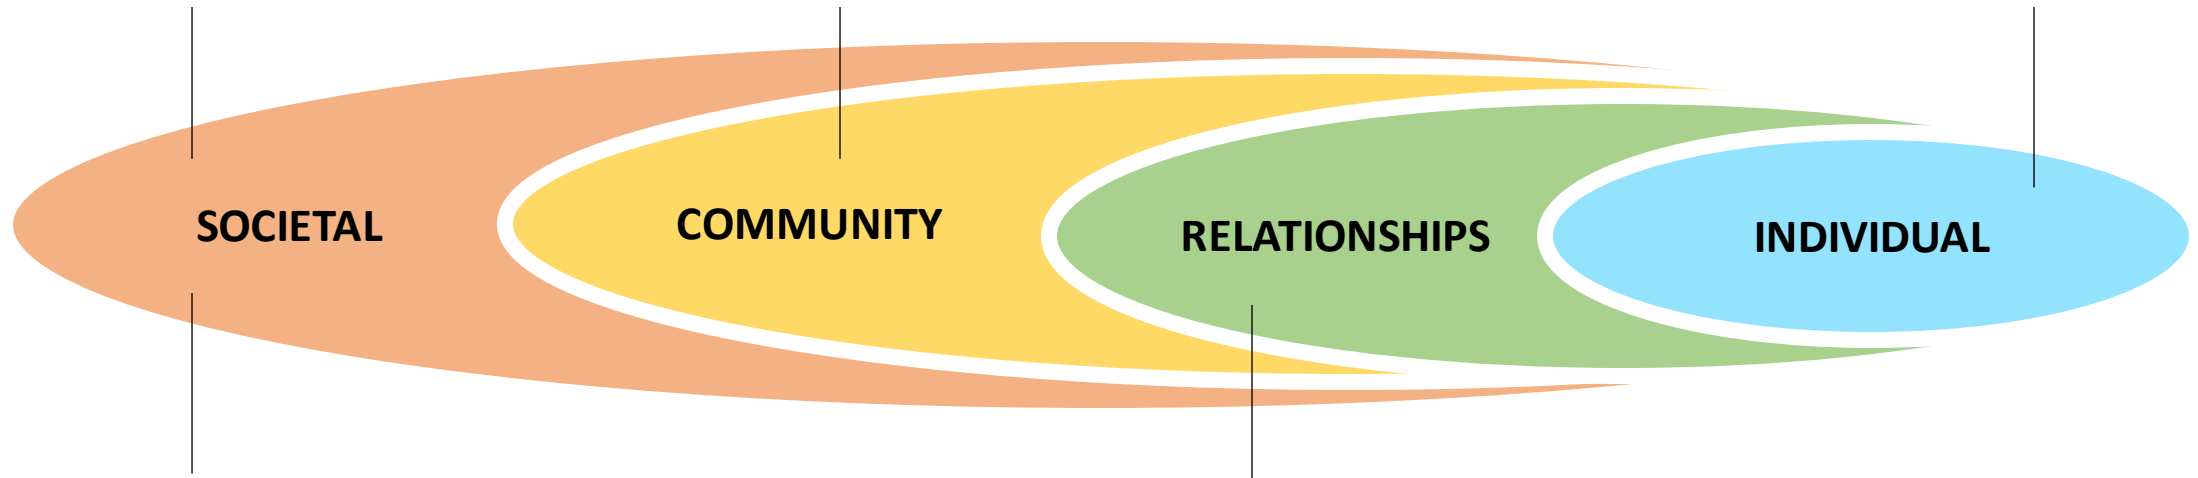 SOCIETAL
COMMUNITY
RELATIONSHIPS
INDIVIDUAL